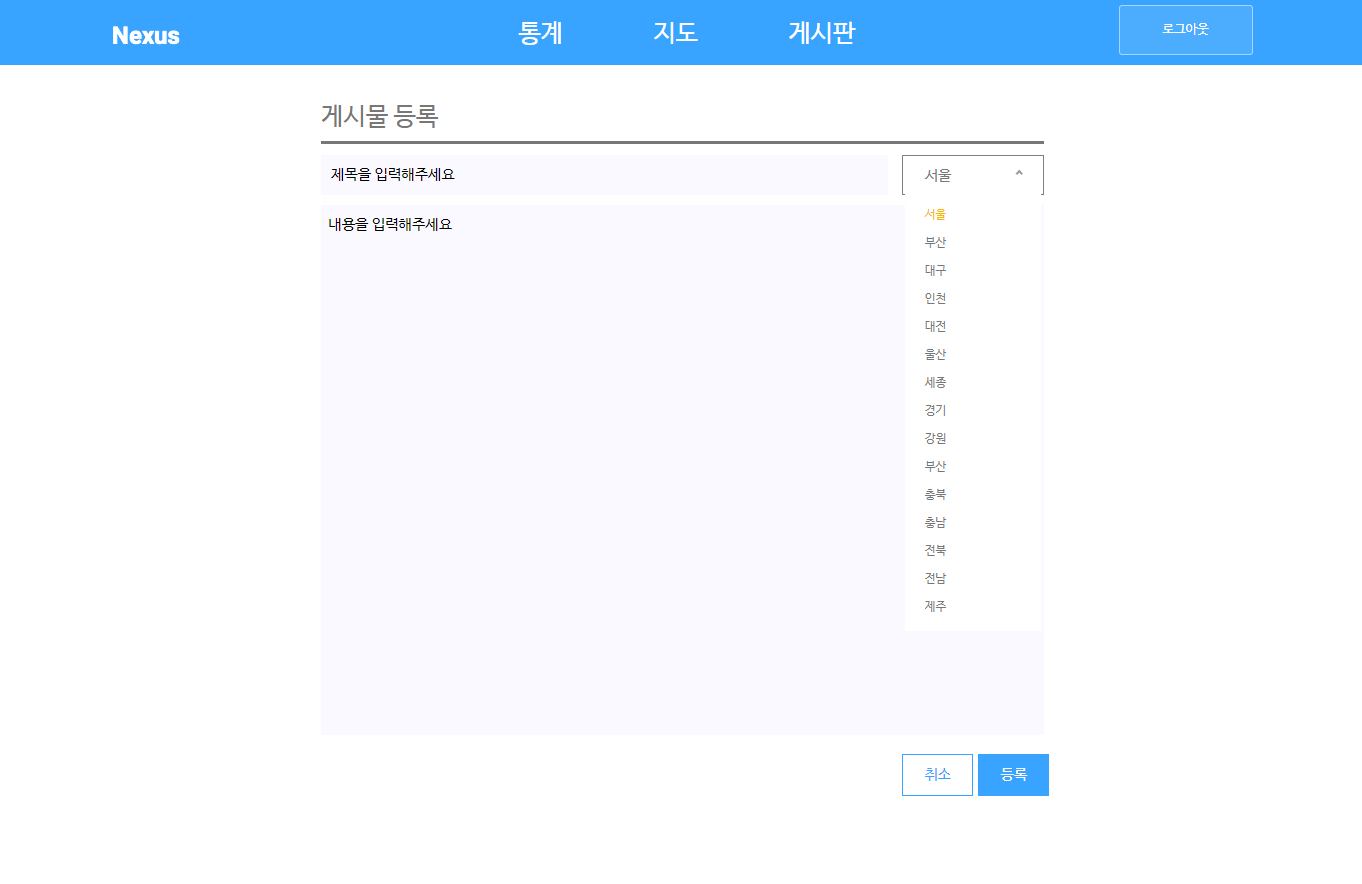 Nexus
통계
지도
게시판
로그아웃
게시물 등록
제목을 입력해주세요
서울
내용을 입력해주세요
서울
부산
대구
인천
대전
울산
세종
경기
강원
부산
충북
충남
전북
전남
제주
취소
등록